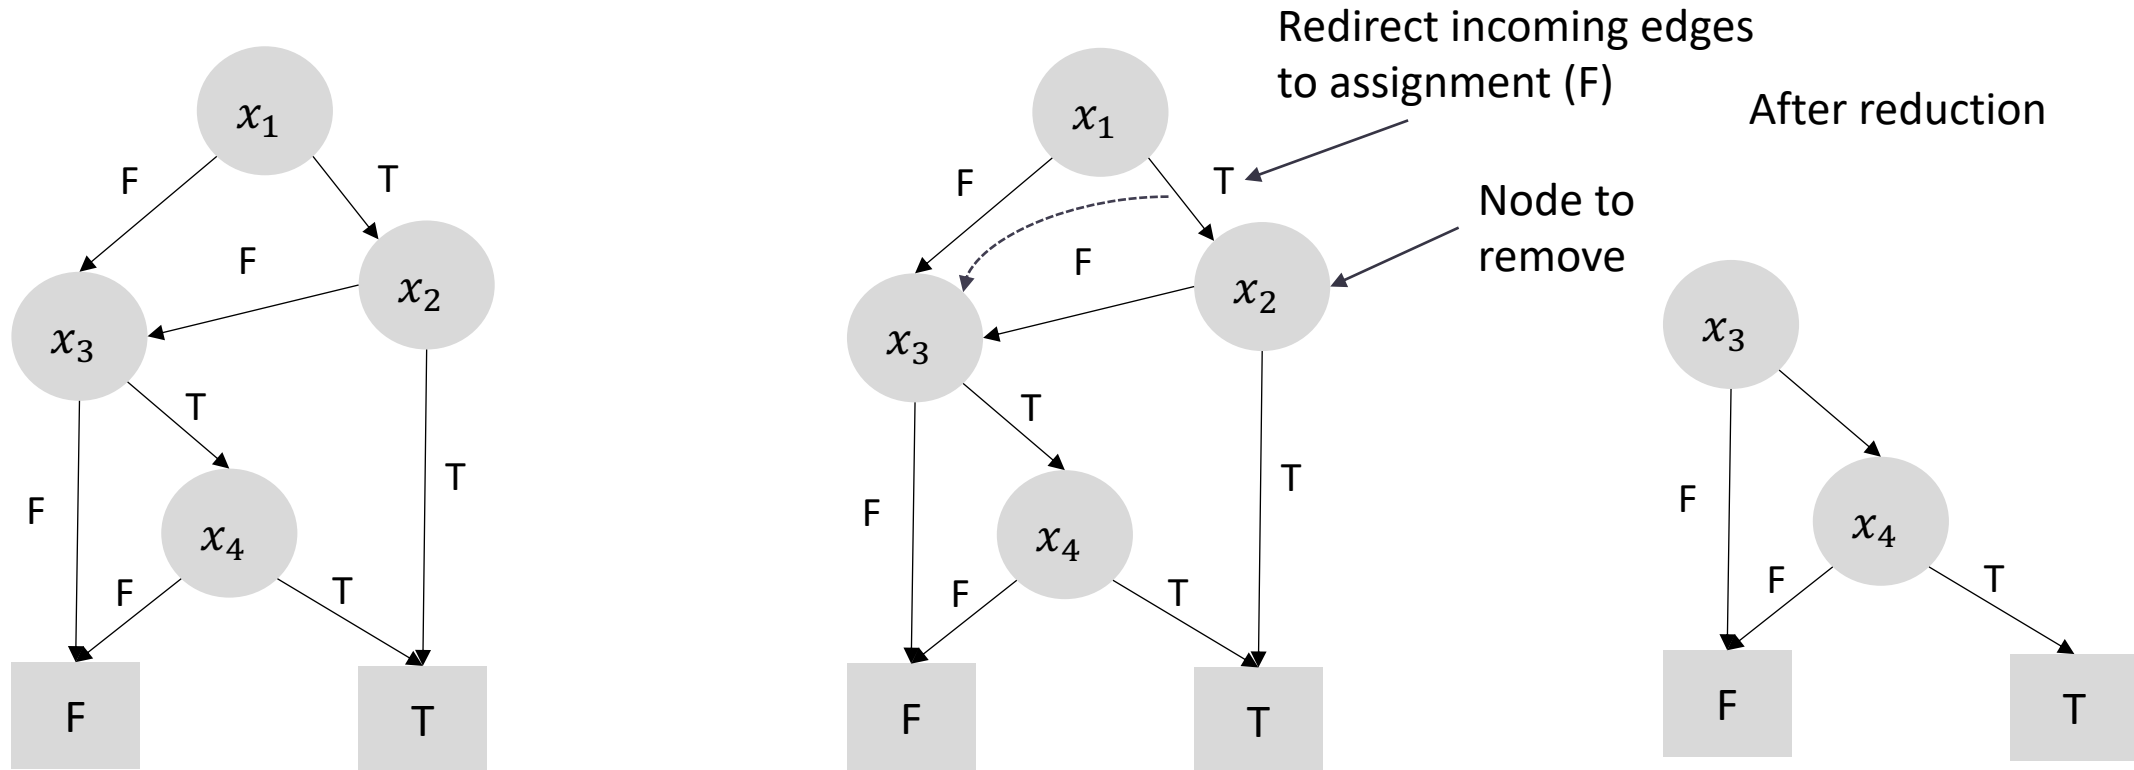 x₁
F
T
x₂
F
x₃
T
T
F
x₄
F
T
F
T
Redirect incoming edges
to assignment (F)
x₁
F
T
Node to
remove
x₂
F
x₃
T
T
F
x₄
F
T
F
T
After reduction
x₃
F
x₄
F
T
F
T